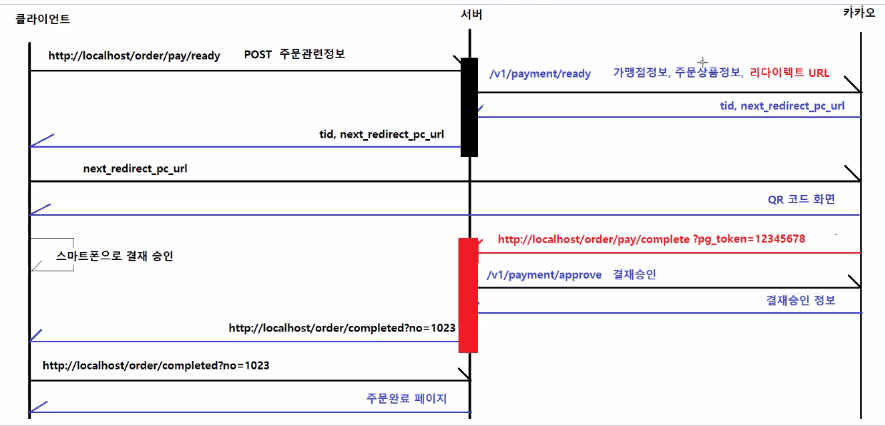 클라이언트
서버
카카오
http://localhost/order/pay/ready POST 주문관련정보
/v1/payment/ready 가맹점정보, 주문상품정보, 리다이렉트 URL
tid, next_redirect_pc_url
tid, next_redirect_pc_url
next_redirect_pc_url
QR 코드 화면
http://localhost/order/pay/complete ?pg_token=12345678
스마트폰으로 결재 승인
/v1/payment/approve 결재승인
결재승인 정보
http://localhost/order/completed?no=1023
http://localhost/order/completed?no=1023
주문완료 페이지